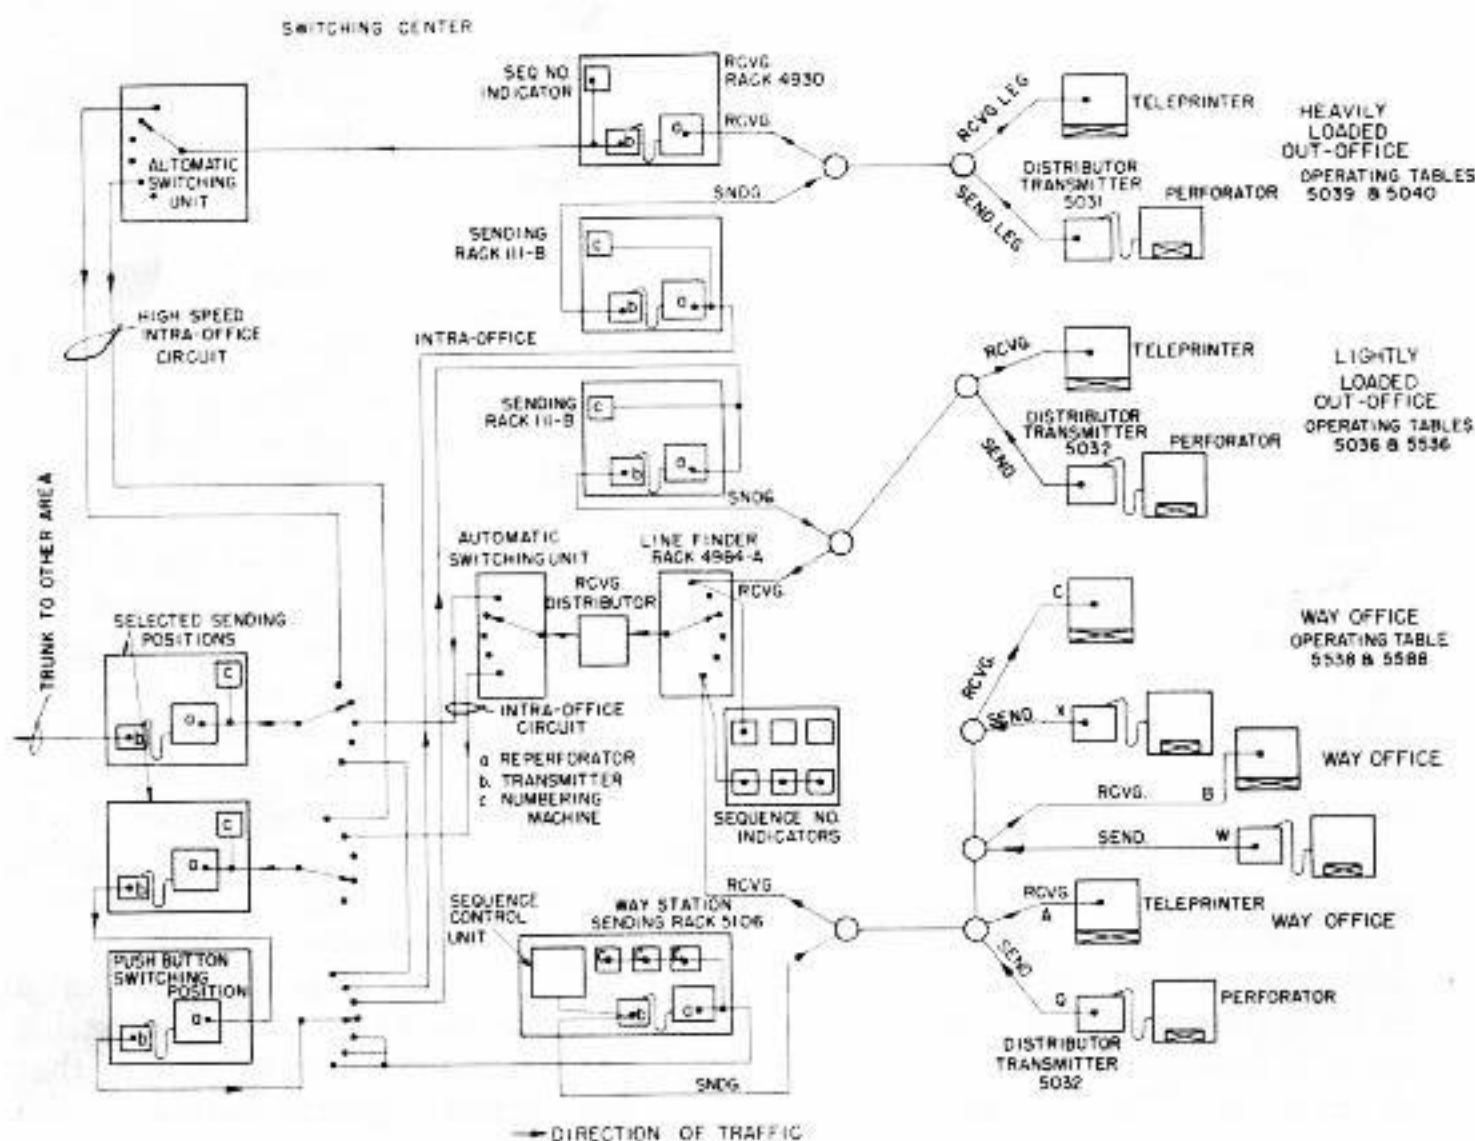 SWITCHING CENTER
SEQ NO.
INDICATOR
RCVG.
RACK 4930
b
a
RCVG.
AUTOMATIC
SWITCHING
UNIT
SNDG.
RCVG LEG
TELEPRINTER
HEAVILY
LOADED
OUT-OFFICE
OPERATING TABLES
5039 & 5040
DISTRIBUTOR
TRANSMITTER
5031
PERFORATOR
SEND LEG
SENDING
RACK 111-B
c
b
a
HIGH SPEED
INTRA-OFFICE
CIRCUIT
INTRA-OFFICE
SENDING
RACK 111-B
c
b
a
SNDG.
RCVG.
TELEPRINTER
LIGHTLY
LOADED
OUT-OFFICE
OPERATING TABLES
5036 & 5536
DISTRIBUTOR
TRANSMITTER
5032
PERFORATOR
SEND.
TRUNK TO OTHER AREA
AUTOMATIC
SWITCHING UNIT
RCVG.
DISTRIBUTOR
LINE FINDER
RACK 4984-A
RCVG.
SELECTED SENDING
POSITIONS
c
a
b
INTRA-OFFICE
CIRCUIT
a REPERFORATOR
b. TRANSMITTER
c NUMBERING
MACHINE
SEQUENCE NO.
INDICATORS
C
RCVG.
WAY OFFICE
OPERATING TABLE
5538 & 5588
SEND.
X
WAY OFFICE
RCVG.
B
SEND.
W
c
a
b
SEQUENCE
CONTROL
UNIT
WAY STATION
SENDING RACK 5106
c
c
c
b
a
RCVG.
RCVG.
A
TELEPRINTER
WAY OFFICE
SEND
Q
PERFORATOR
DISTRIBUTOR
TRANSMITTER
5032
PUSH BUTTON
SWITCHING
POSITION
a
b
SNDG.
DIRECTION OF TRAFFIC